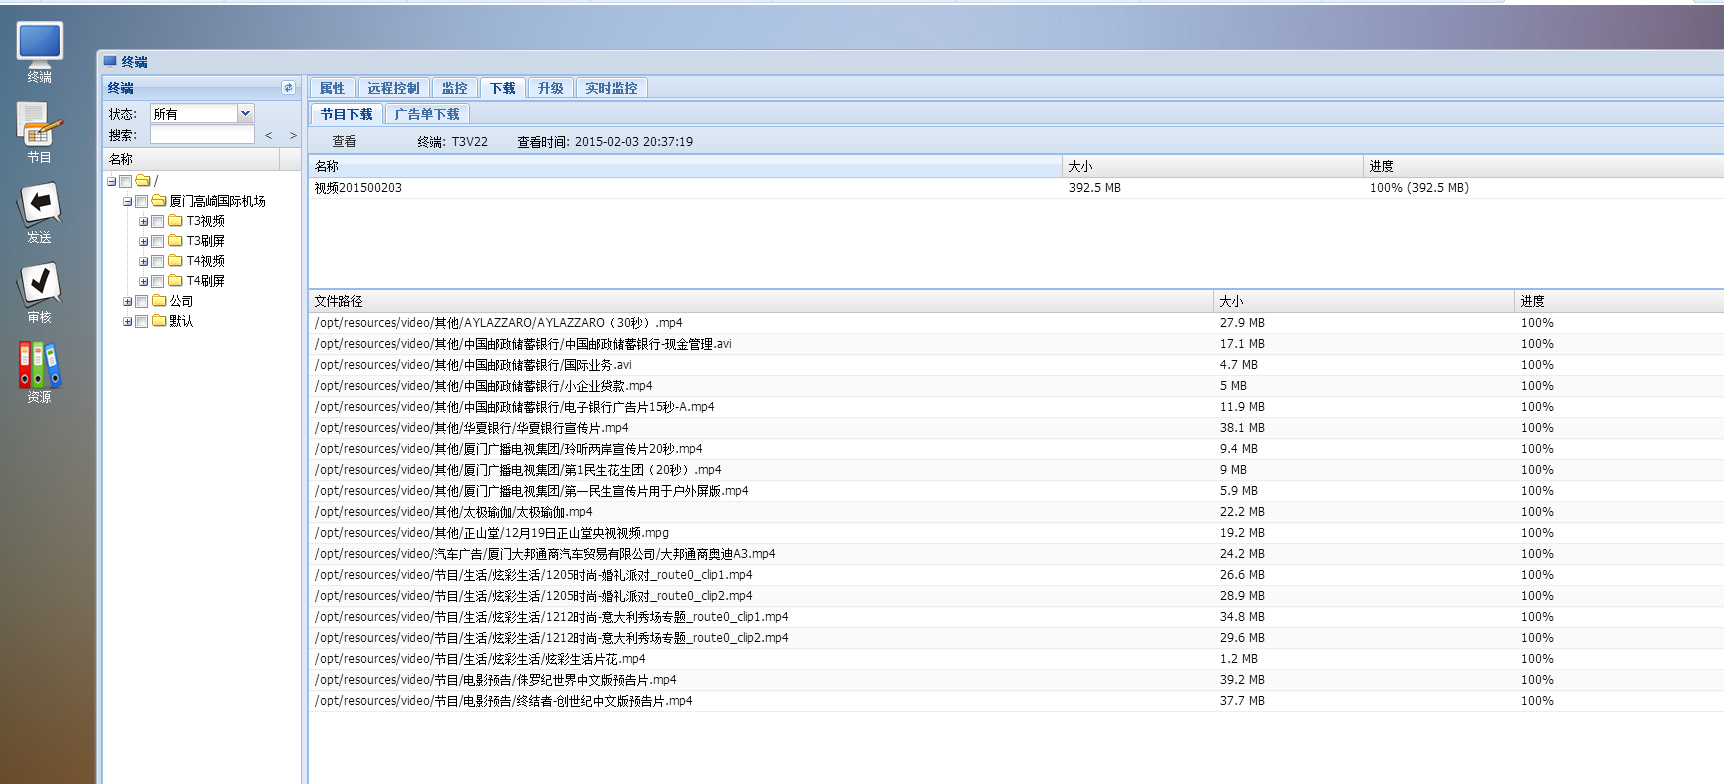 终端
节目
发送
审核
资源
终端
终端
状态: 所有
搜索: < >
名称
/
厦门高崎国际机场
T3视频
T3刷屏
T4视频
T4刷屏
公司
默认
属性 远程控制 监控 下载 升级 实时监控
节目下载 广告单下载
查看 终端: T3V22 查看时间: 2015-02-03 20:37:19
名称 大小 进度
视频201500203 392.5 MB 100% (392.5 MB)
文件路径 大小 进度
/opt/resources/video/其他/AYLAZZARO/AYLAZZARO（30秒）.mp4 27.9 MB 100%
/opt/resources/video/其他/中国邮政储蓄银行/中国邮政储蓄银行-现金管理.avi 17.1 MB 100%
/opt/resources/video/其他/中国邮政储蓄银行/国际业务.avi 4.7 MB 100%
/opt/resources/video/其他/中国邮政储蓄银行/小企业贷款.mp4 5 MB 100%
/opt/resources/video/其他/中国邮政储蓄银行/电子银行广告片15秒-A.mp4 11.9 MB 100%
/opt/resources/video/其他/华夏银行/华夏银行宣传片.mp4 38.1 MB 100%
/opt/resources/video/其他/厦门广播电视集团/玲听两岸宣传片20秒.mp4 9.4 MB 100%
/opt/resources/video/其他/厦门广播电视集团/第1民生花生团（20秒）.mp4 9 MB 100%
/opt/resources/video/其他/厦门广播电视集团/第一民生宣传片用于户外屏版.mp4 5.9 MB 100%
/opt/resources/video/其他/太极瑜伽/太极瑜伽.mp4 22.2 MB 100%
/opt/resources/video/其他/正山堂/12月19日正山堂央视视频.mpg 19.2 MB 100%
/opt/resources/video/汽车广告/厦门大邦通商汽车贸易有限公司/大邦通商奥迪A3.mp4 24.2 MB 100%
/opt/resources/video/节目/生活/炫彩生活/1205时尚-婚礼派对_route0_clip1.mp4 26.6 MB 100%
/opt/resources/video/节目/生活/炫彩生活/1205时尚-婚礼派对_route0_clip2.mp4 28.9 MB 100%
/opt/resources/video/节目/生活/炫彩生活/1212时尚-意大利秀场专题_route0_clip1.mp4 34.8 MB 100%
/opt/resources/video/节目/生活/炫彩生活/1212时尚-意大利秀场专题_route0_clip2.mp4 29.6 MB 100%
/opt/resources/video/节目/生活/炫彩生活/炫彩生活片花.mp4 1.2 MB 100%
/opt/resources/video/节目/电影预告/侏罗纪世界中文版预告片.mp4 39.2 MB 100%
/opt/resources/video/节目/电影预告/终结者-创世纪中文版预告片.mp4 37.7 MB 100%